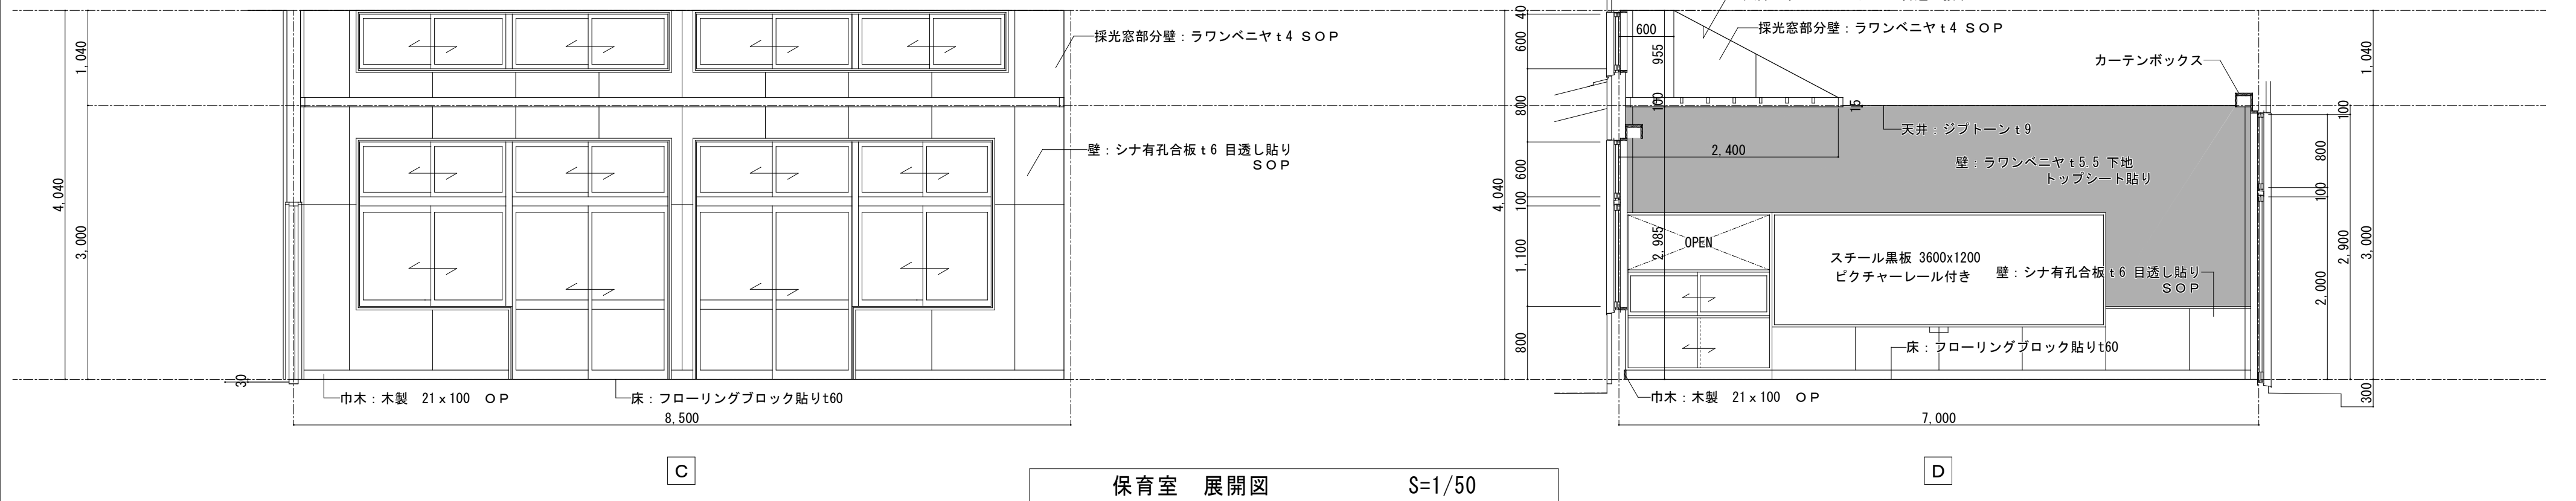 1,040
3,000
4,040
30
採光窓部分壁：ラワンベニヤｔ4 ＳＯＰ
壁：シナ有孔合板ｔ6 目透し貼り
ＳＯＰ
巾木：木製 21ｘ100 ＯＰ
床：フローリングブロック貼りt60
8,500
C
40
600
800
600
100
1,100
800
4,040
600
955
100
15
採光窓部分壁：ラワンベニヤｔ4 ＳＯＰ
カーテンボックス
天井：ジプトーンｔ9
2,400
壁：ラワンベニヤｔ5.5 下地
トップシート貼り
2,985
OPEN
スチール黒板 3600x1200
ピクチャーレール付き
壁：シナ有孔合板ｔ6 目透し貼り
ＳＯＰ
床：フローリングブロック貼りt60
巾木：木製 21ｘ100 ＯＰ
7,000
1,040
100
800
100
2,000
2,900
3,000
300
D
保育室 展開図 S=1/50